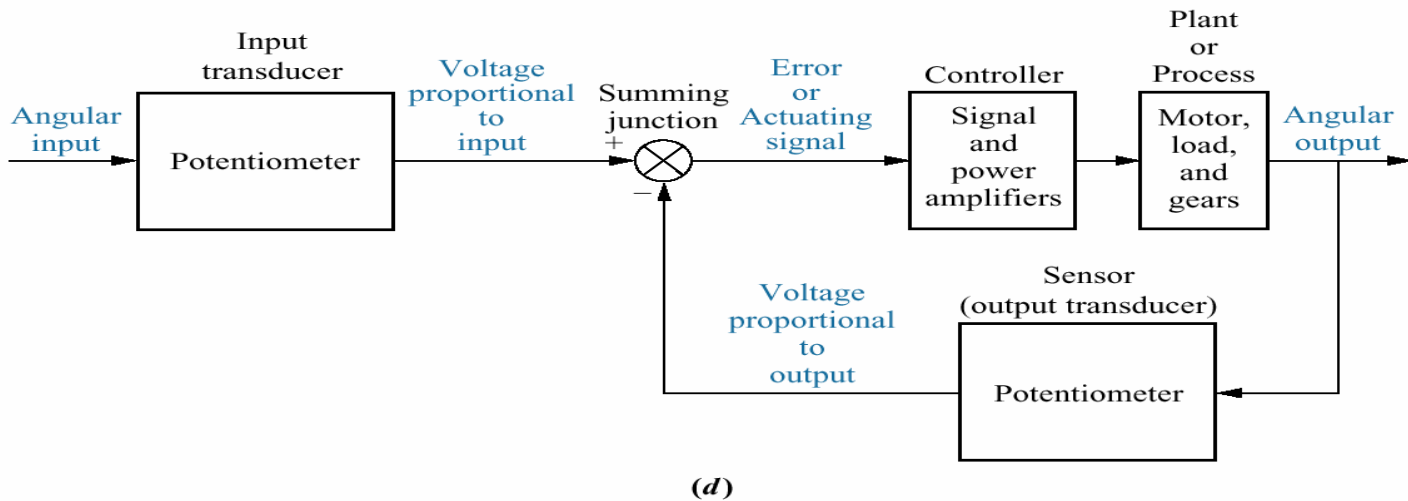 Input
transducer
Angular
input
Potentiometer
Voltage
proportional
to
input
Summing
junction
+
−
Error
or
Actuating
signal
Controller
Signal
and
power
amplifiers
Plant
or
Process
Motor,
load,
and
gears
Angular
output
Sensor
(output transducer)
Potentiometer
Voltage
proportional
to
output
(d)